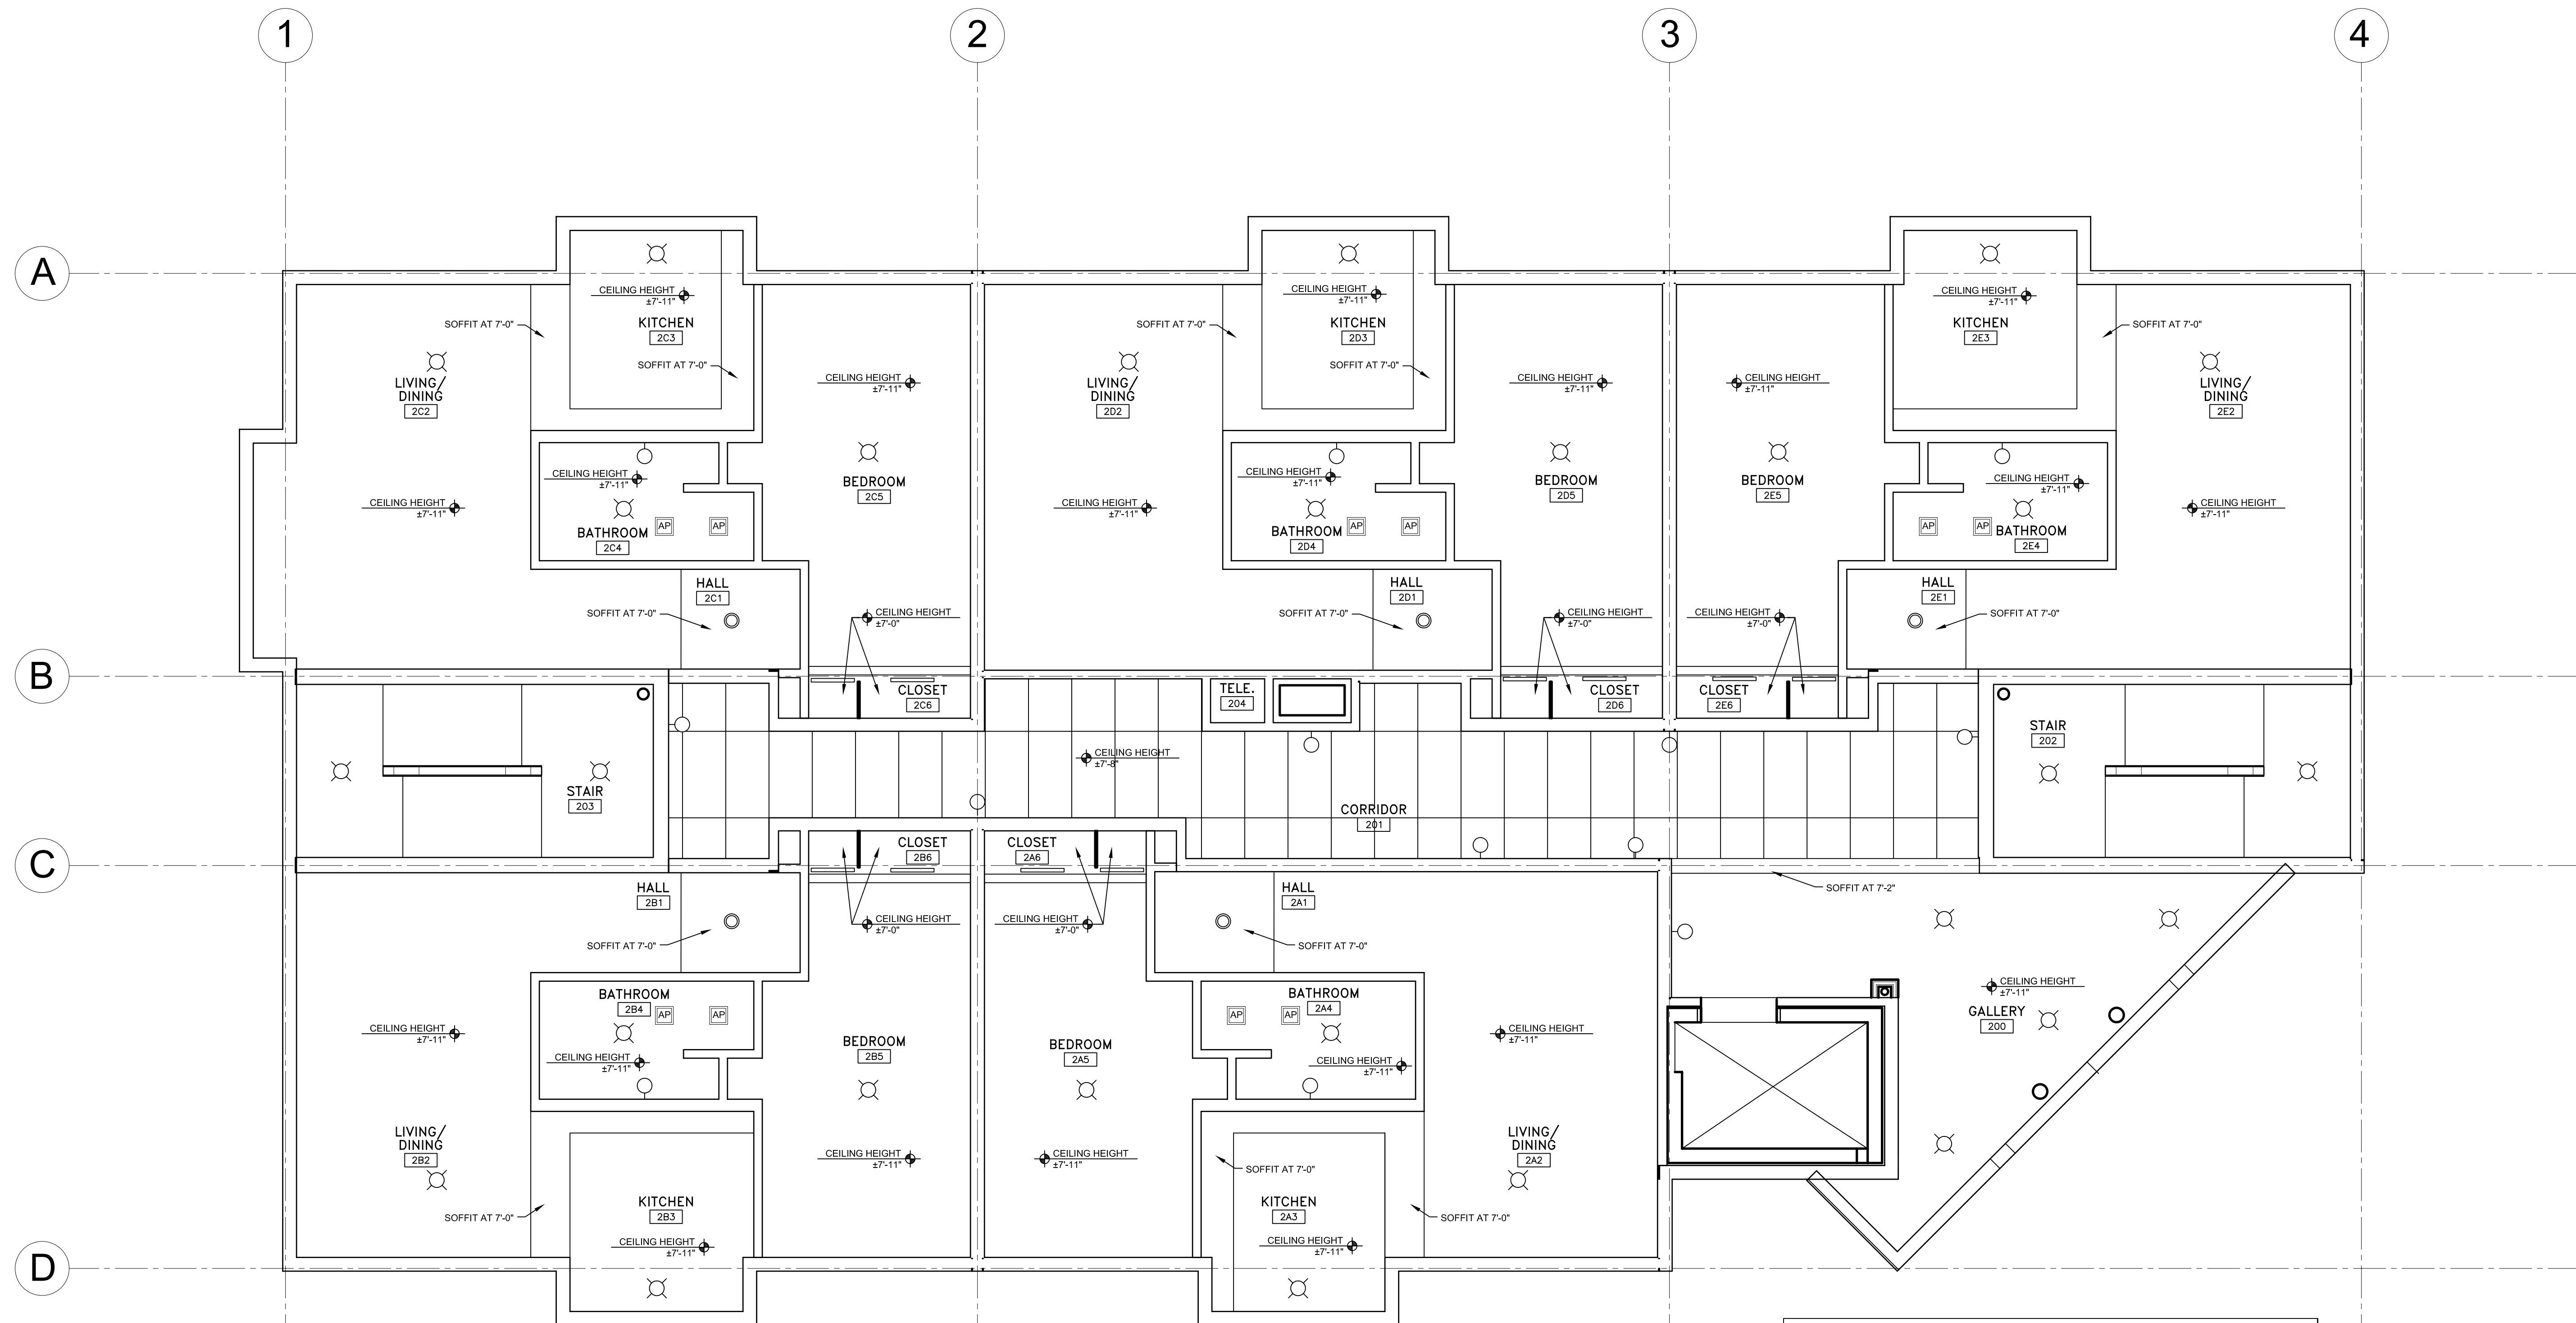 1
2
3
4
A
B
C
D
CEILING HEIGHT
±7'-11"
SOFFIT AT 7'-0"
KITCHEN
2C3
SOFFIT AT 7'-0"
LIVING/
DINING
2C2
CEILING HEIGHT
±7'-11"
CEILING HEIGHT
±7'-11"
BEDROOM
2C5
CEILING HEIGHT
±7'-11"
BATHROOM
2C4
AP
AP
HALL
2C1
SOFFIT AT 7'-0"
CEILING HEIGHT
±7'-0"
CLOSET
2C6
CEILING HEIGHT
±7'-11"
SOFFIT AT 7'-0"
KITCHEN
2D3
SOFFIT AT 7'-0"
LIVING/
DINING
2D2
CEILING HEIGHT
±7'-11"
CEILING HEIGHT
±7'-11"
BEDROOM
2D5
CEILING HEIGHT
±7'-11"
BATHROOM
2D4
AP
AP
HALL
2D1
SOFFIT AT 7'-0"
CEILING HEIGHT
±7'-0"
CLOSET
2D6
TELE.
204
CEILING HEIGHT
±7'-11"
KITCHEN
2E3
SOFFIT AT 7'-0"
CEILING HEIGHT
±7'-11"
LIVING/
DINING
2E2
BEDROOM
2E5
CEILING HEIGHT
±7'-11"
CEILING HEIGHT
±7'-11"
AP
AP
BATHROOM
2E4
HALL
2E1
SOFFIT AT 7'-0"
CEILING HEIGHT
±7'-0"
CLOSET
2E6
STAIR
202
STAIR
203
CEILING HEIGHT
±7'-8"
CORRIDOR
201
CLOSET
2B6
CLOSET
2A6
HALL
2B1
SOFFIT AT 7'-0"
CEILING HEIGHT
±7'-0"
CEILING HEIGHT
±7'-0"
HALL
2A1
SOFFIT AT 7'-0"
SOFFIT AT 7'-2"
BATHROOM
2B4
AP
AP
CEILING HEIGHT
±7'-11"
CEILING HEIGHT
±7'-11"
BEDROOM
2B5
BEDROOM
2A5
BATHROOM
2A4
AP
AP
CEILING HEIGHT
±7'-11"
CEILING HEIGHT
±7'-11"
CEILING HEIGHT
±7'-11"
GALLERY
200
LIVING/
DINING
2B2
CEILING HEIGHT
±7'-11"
CEILING HEIGHT
±7'-11"
SOFFIT AT 7'-0"
LIVING/
DINING
2A2
SOFFIT AT 7'-0"
KITCHEN
2B3
CEILING HEIGHT
±7'-11"
KITCHEN
2A3
CEILING HEIGHT
±7'-11"
SOFFIT AT 7'-0"